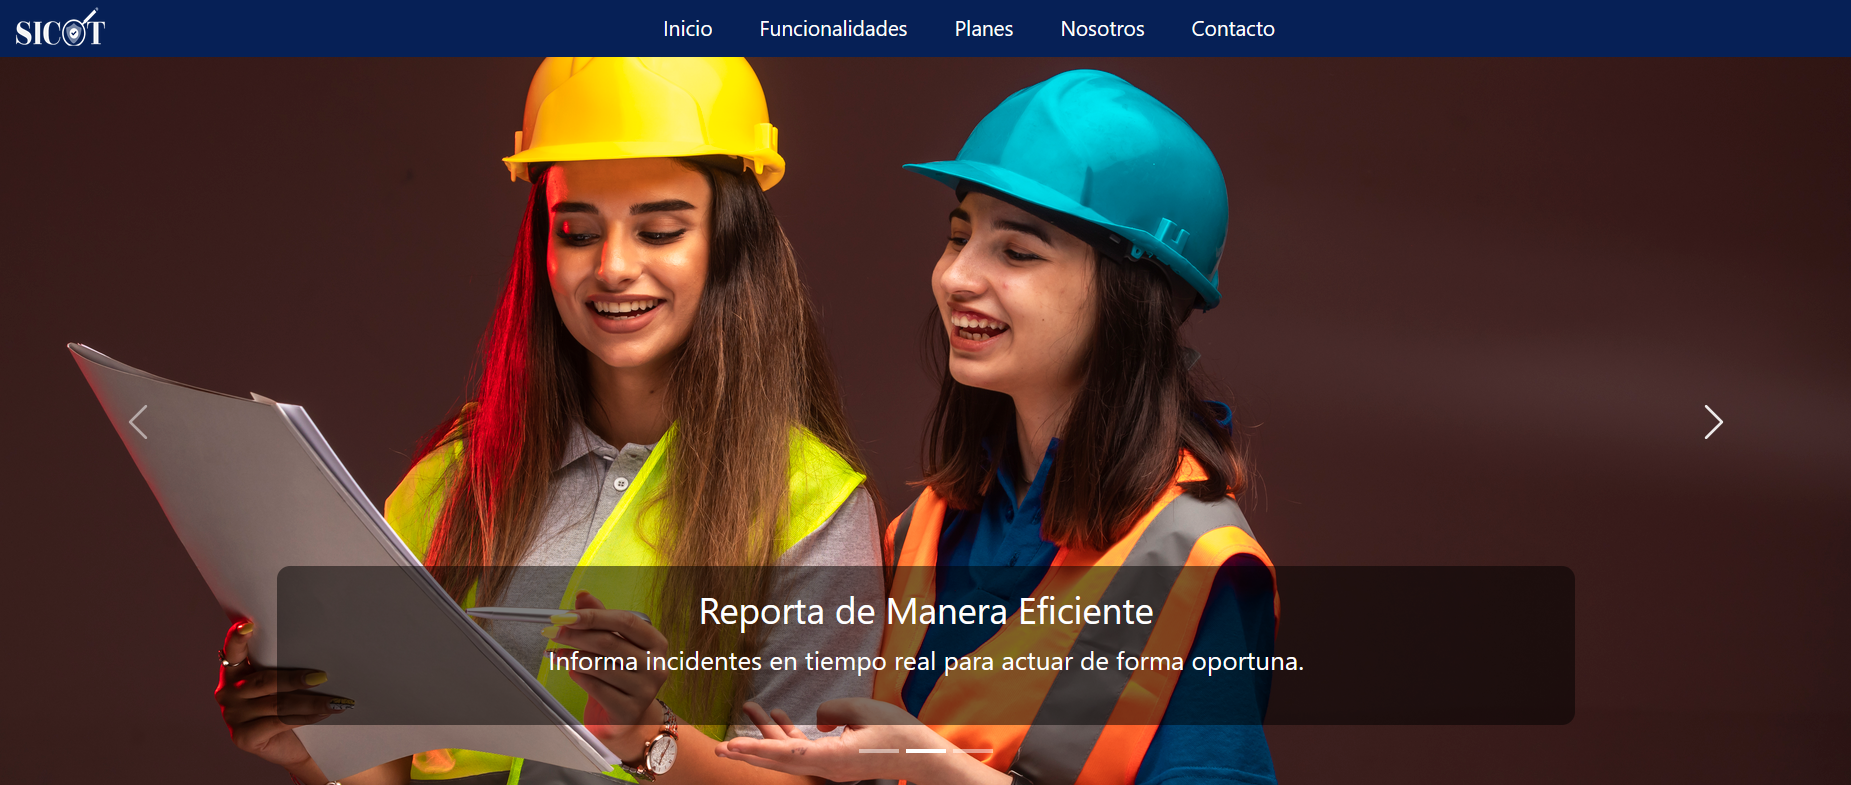 SICOT
Inicio Funcionalidades Planes Nosotros Contacto
Reporta de Manera Eficiente
Informa incidentes en tiempo real para actuar de forma oportuna.